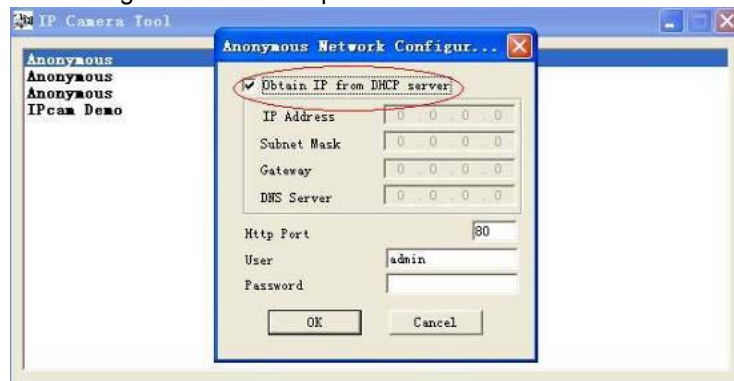 IP Camera Tool
Anonymous Network Configur...
Anonymous
Anonymous
Anonymous
IPcam Demo
Obtain IP from DHCP server
IP Address 0 . 0 . 0 . 0
Subnet Mask 0 . 0 . 0 . 0
Gateway 0 . 0 . 0 . 0
DNS Server 0 . 0 . 0 . 0
Http Port 80
User admin
Password
OK Cancel